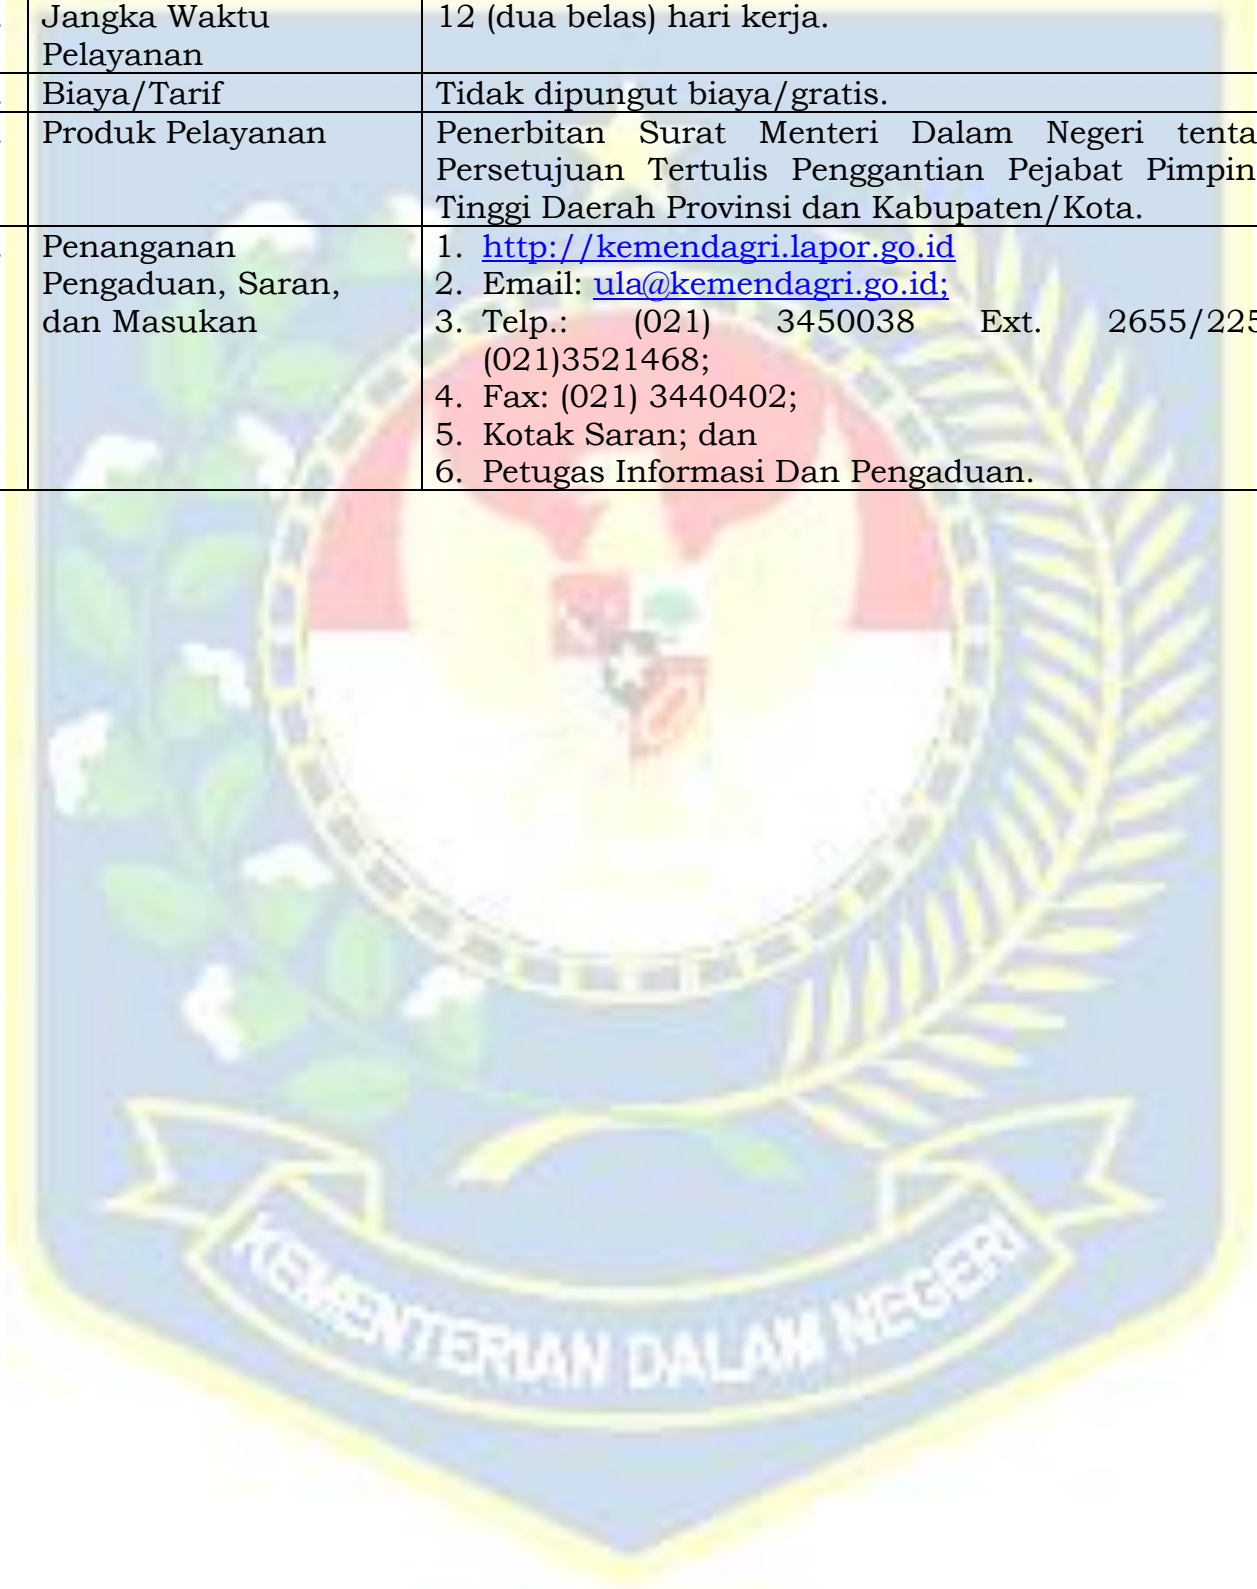 Jangka Waktu
Pelayanan
12 (dua belas) hari kerja.
Biaya/Tarif
Tidak dipungut biaya/gratis.
Produk Pelayanan
Penerbitan Surat Menteri Dalam Negeri tenta
Persetujuan Tertulis Penggantian Pejabat Pimpin
Tinggi Daerah Provinsi dan Kabupaten/Kota.
Penanganan
Pengaduan, Saran,
dan Masukan
1. http://kemendagri.lapor.go.id
2. Email: ula@kemendagri.go.id;
3. Telp.: (021) 3450038 Ext. 2655/225
(021)3521468;
4. Fax: (021) 3440402;
5. Kotak Saran; dan
6. Petugas Informasi Dan Pengaduan.
KEMENTERIAN DALAM NEGERI